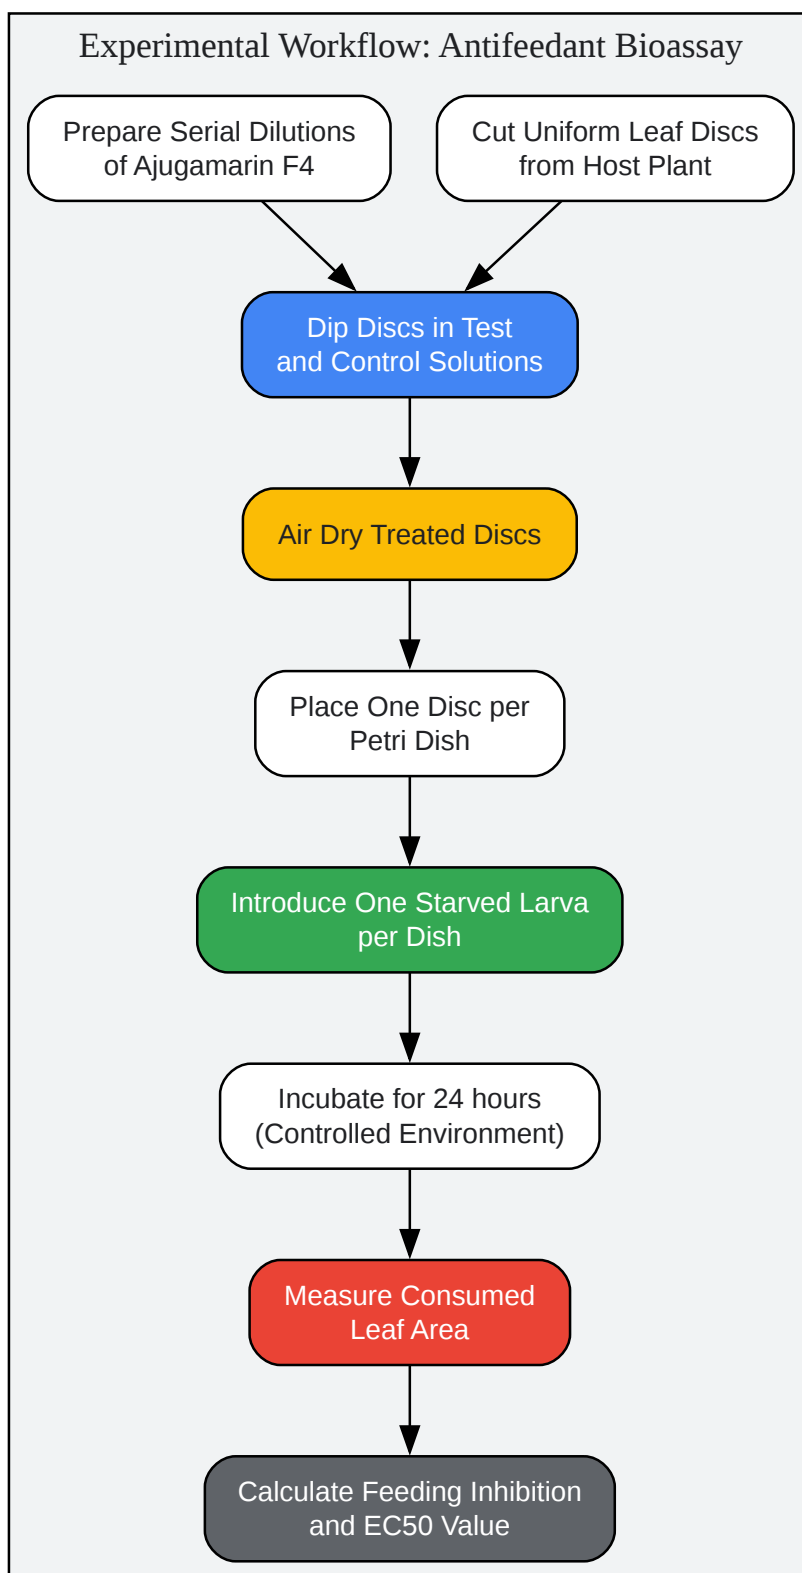 Experimental Workflow: Antifeedant Bioassay
Prepare Serial Dilutions
of Ajugamarin F4
Cut Uniform Leaf Discs
from Host Plant
Dip Discs in Test
and Control Solutions
Air Dry Treated Discs
Place One Disc per
Petri Dish
Introduce One Starved Larva
per Dish
Incubate for 24 hours
(Controlled Environment)
Measure Consumed
Leaf Area
Calculate Feeding Inhibition
and EC50 Value